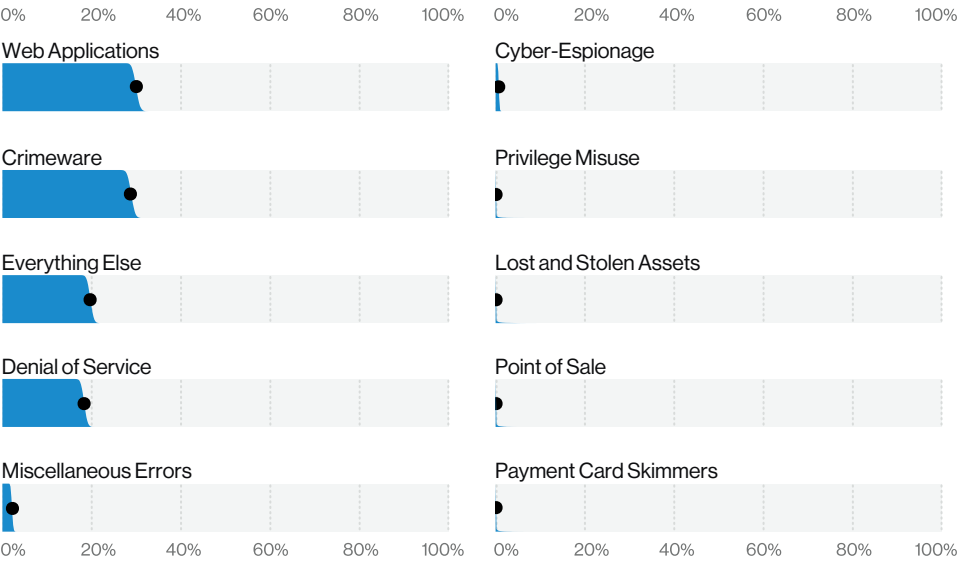 0% 20% 40% 60% 80% 100% 0% 20% 40% 60% 80% 100%
Web Applications
Cyber-Espionage
Crimeware
Privilege Misuse
Everything Else
Lost and Stolen Assets
Denial of Service
Point of Sale
Miscellaneous Errors
Payment Card Skimmers
0% 20% 40% 60% 80% 100% 0% 20% 40% 60% 80% 100%